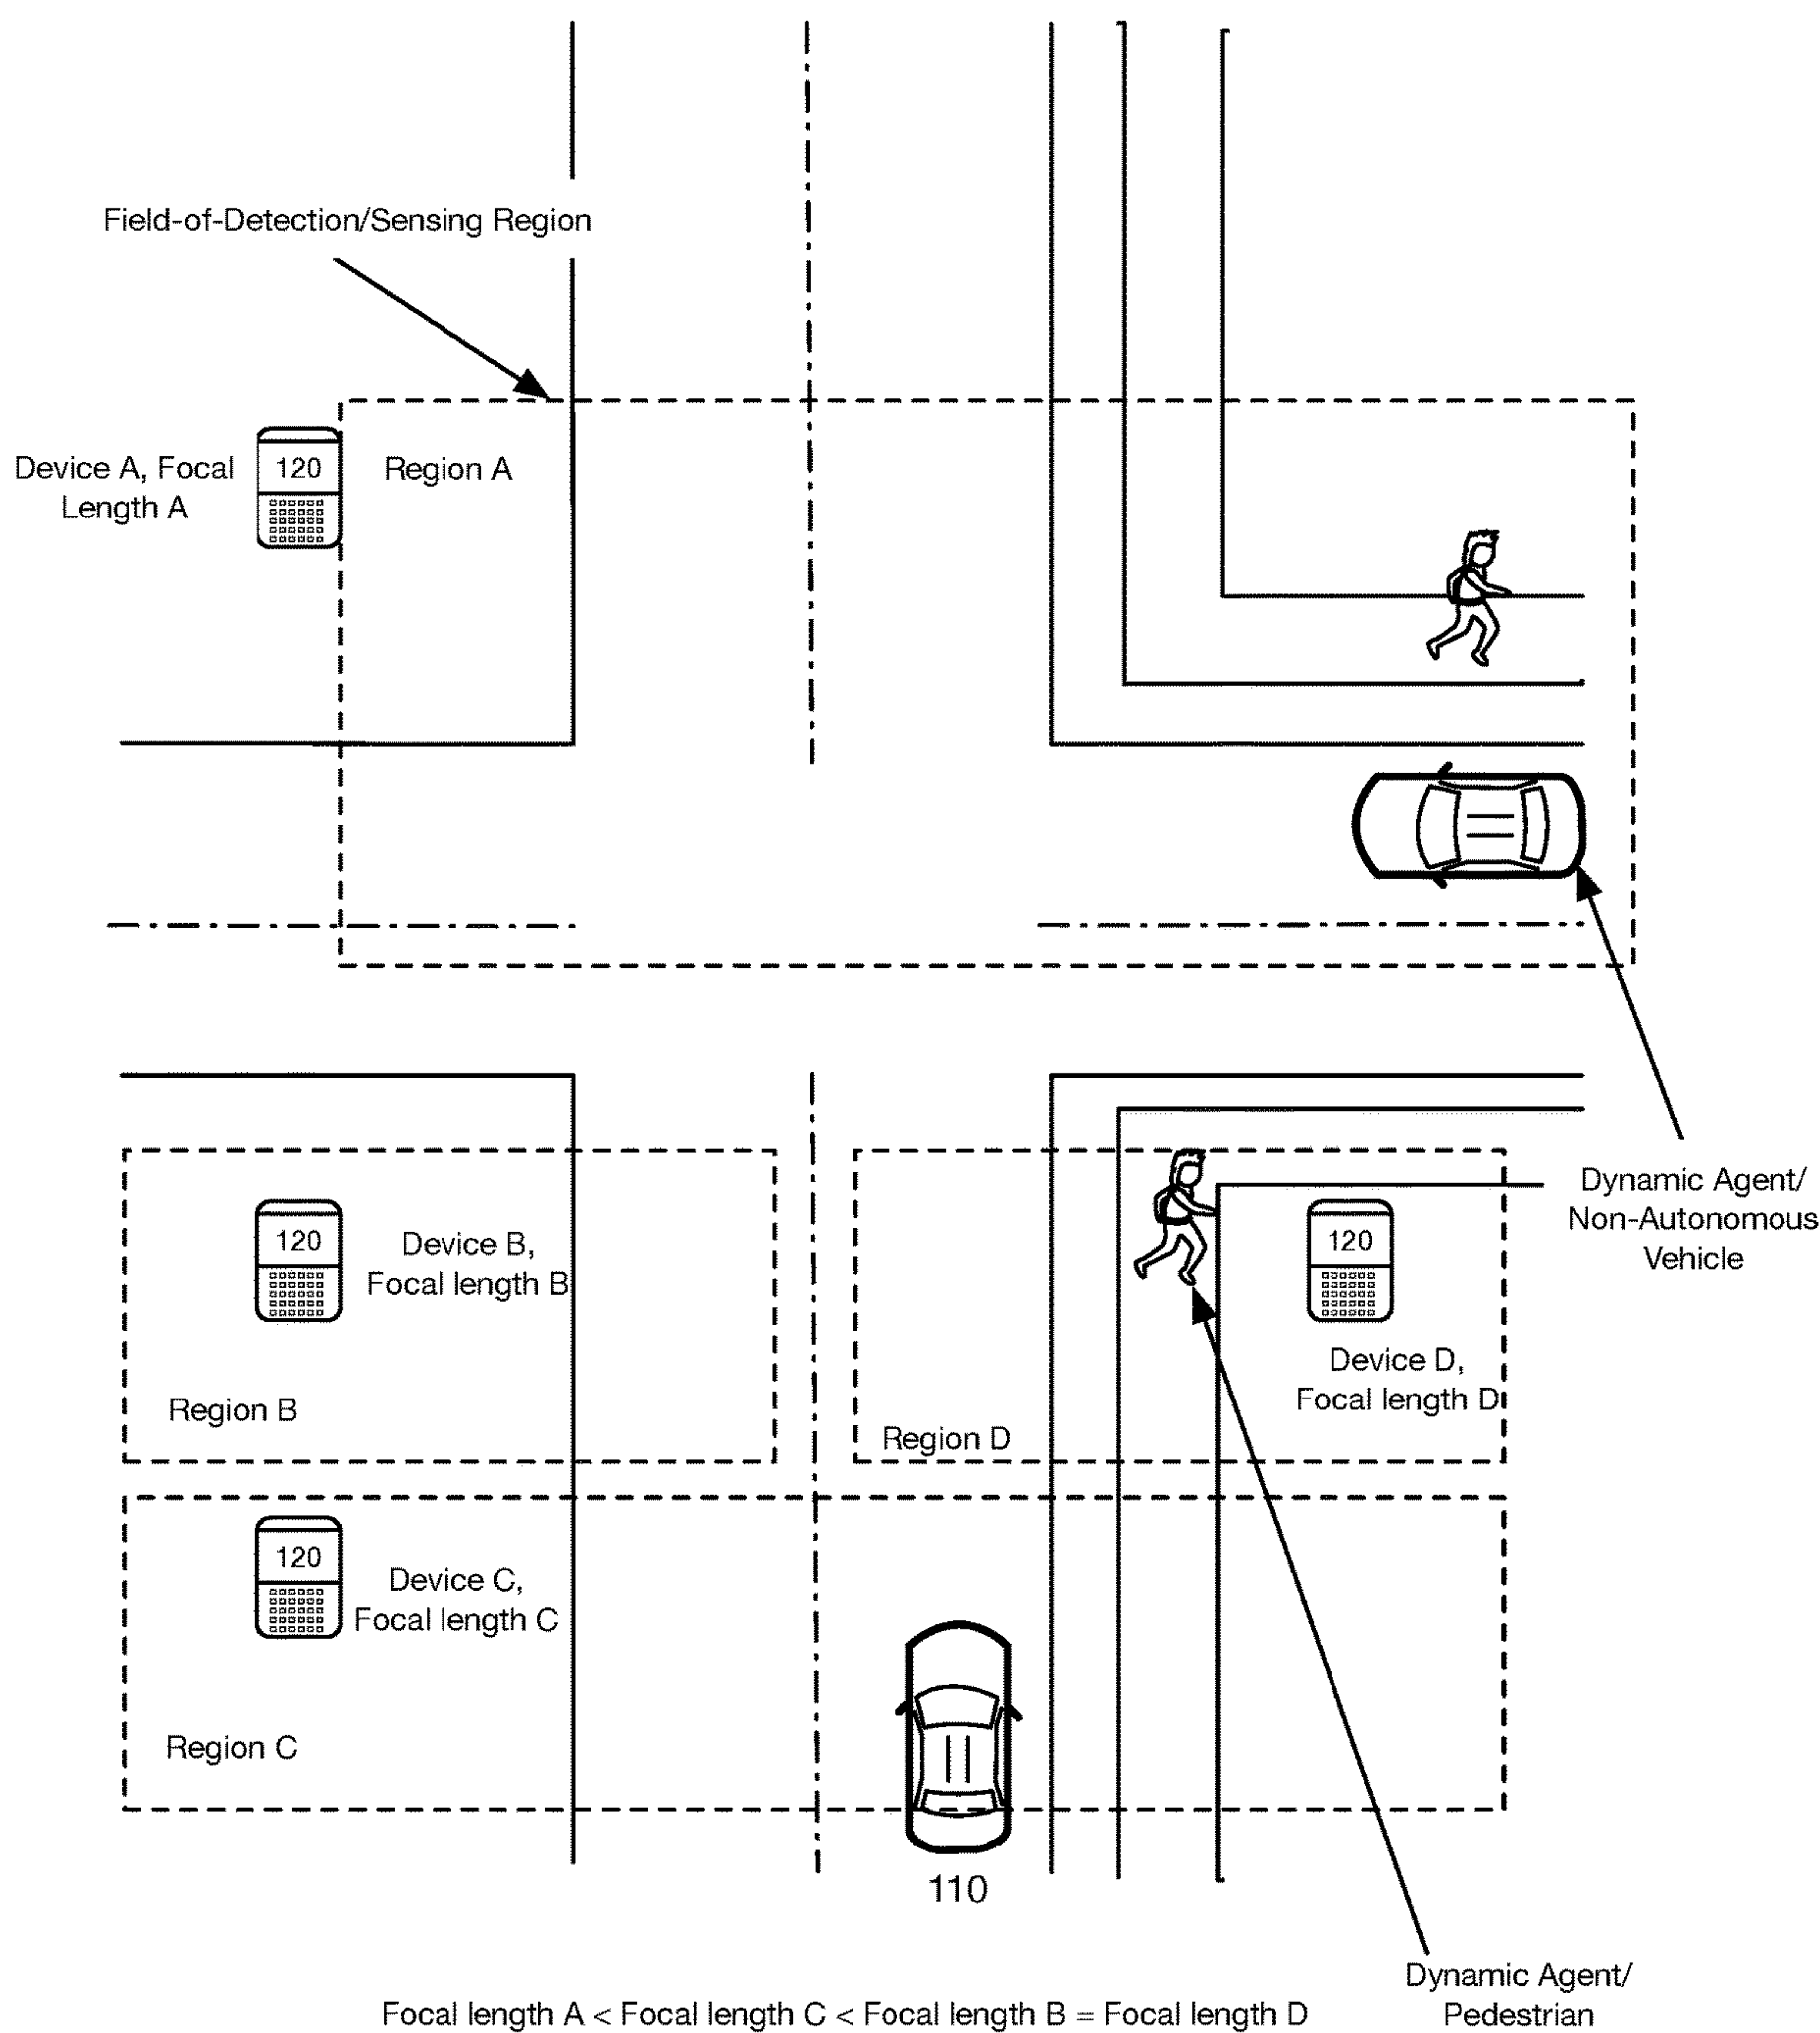 Field-of-Detection/Sensing Region
Device A, Focal
Length A
120
Region A
Dynamic Agent/
Non-Autonomous
Vehicle
120
Device B,
Focal length B
Region B
120
Device D,
Focal length D
Region D
120
Device C,
Focal length C
Region C
110
Dynamic Agent/
Pedestrian
Focal length A < Focal length C < Focal length B = Focal length D